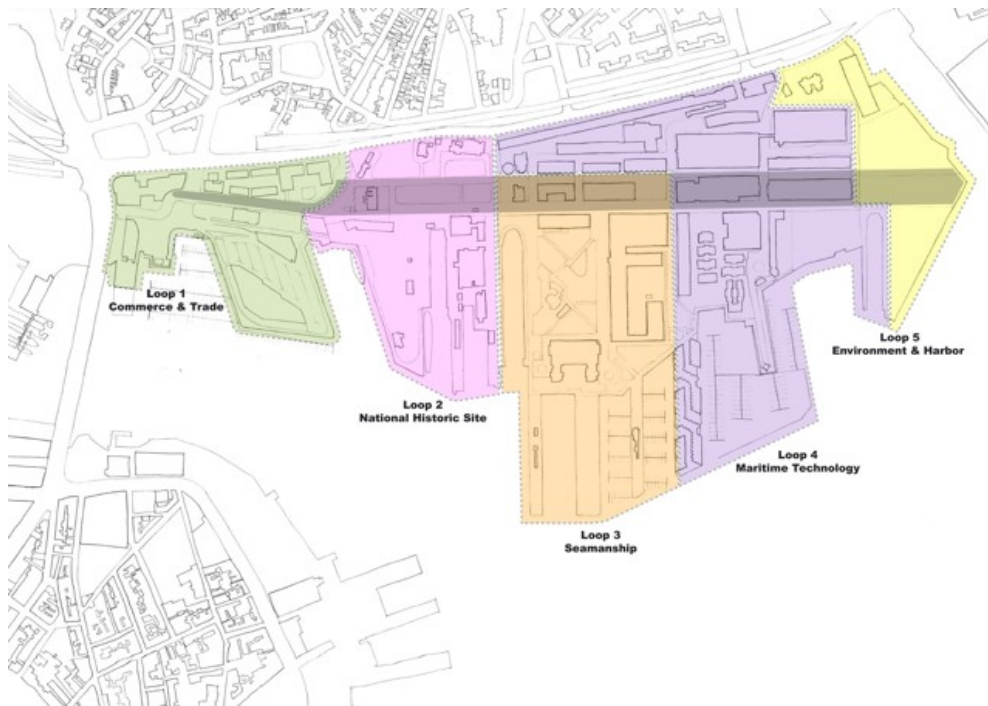 Loop 1
Commerce & Trade
Loop 2
National Historic Site
Loop 3
Seamanship
Loop 4
Maritime Technology
Loop 5
Environment & Harbor